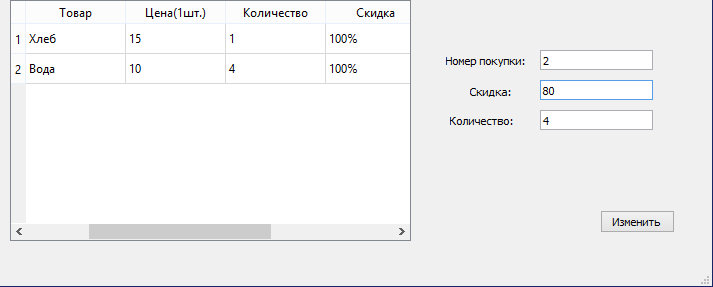 Товар Цена(1шт.) Количество Скидка
1 Хлеб 15 1 100%
2 Вода 10 4 100%
Номер покупки: 2
Скидка: 80
Количество: 4
Изменить